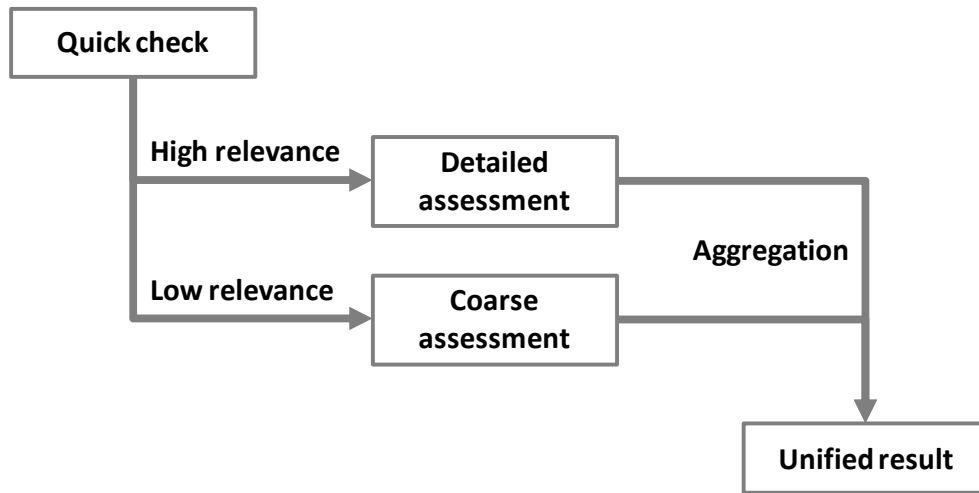 Quick check
High relevance
Detailed
assessment
Aggregation
Low relevance
Coarse
assessment
Unified result